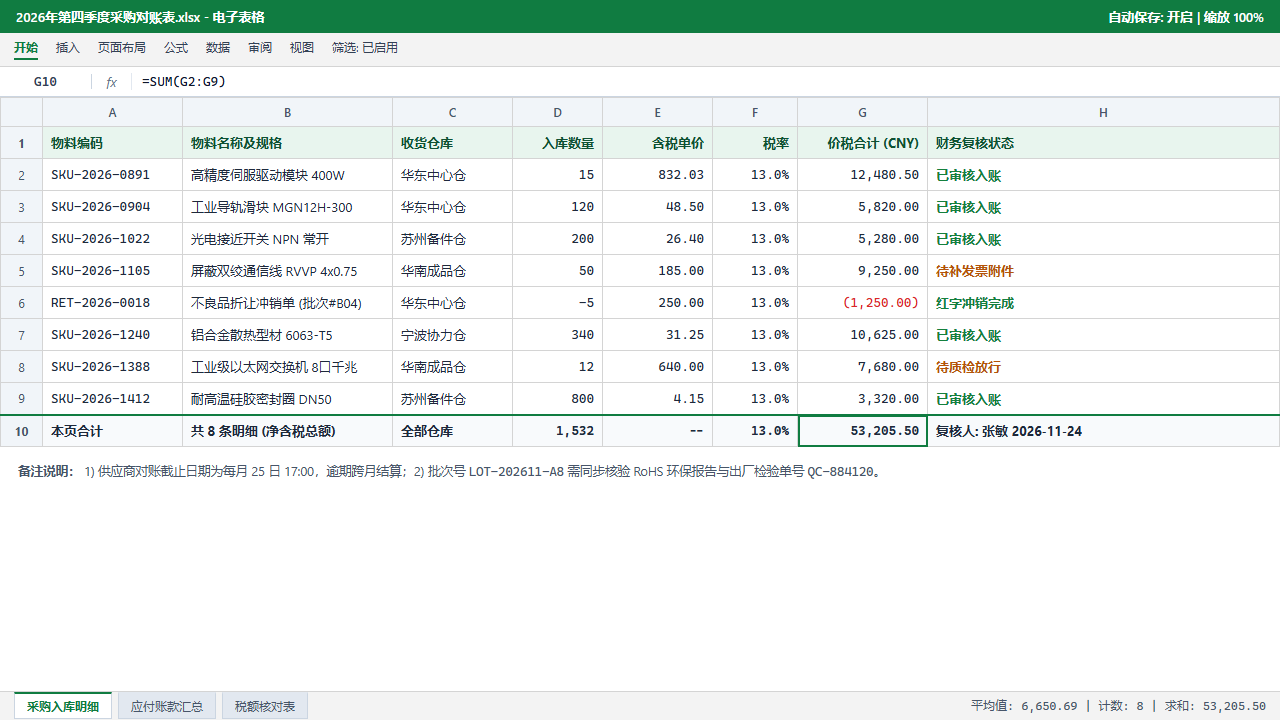 2026年第四季度采购对账表.xlsx - 电子表格 自动保存: 开启 | 缩放 100%
开始 插入 页面布局 公式 数据 审阅 视图 筛选: 已启用
G10 fx =SUM(G2:G9)
A B C D E F G H
1 物料编码 物料名称及规格 收货仓库 入库数量 含税单价 税率 价税合计 (CNY) 财务复核状态
2 SKU-2026-0891 高精度伺服驱动模块 400W 华东中心仓 15 832.03 13.0% 12,480.50 已审核入账
3 SKU-2026-0904 工业导轨滑块 MGN12H-300 华东中心仓 120 48.50 13.0% 5,820.00 已审核入账
4 SKU-2026-1022 光电接近开关 NPN 常开 苏州备件仓 200 26.40 13.0% 5,280.00 已审核入账
5 SKU-2026-1105 屏蔽双绞通信线 RVVP 4x0.75 华南成品仓 50 185.00 13.0% 9,250.00 待补发票附件
6 RET-2026-0018 不良品折让冲销单 (批次#B04) 华东中心仓 -5 250.00 13.0% (1,250.00) 红字冲销完成
7 SKU-2026-1240 铝合金散热型材 6063-T5 宁波协力仓 340 31.25 13.0% 10,625.00 已审核入账
8 SKU-2026-1388 工业级以太网交换机 8口千兆 华南成品仓 12 640.00 13.0% 7,680.00 待质检放行
9 SKU-2026-1412 耐高温硅胶密封圈 DN50 苏州备件仓 800 4.15 13.0% 3,320.00 已审核入账
10 本页合计 共 8 条明细 (净含税总额) 全部仓库 1,532 -- 13.0% 53,205.50 复核人: 张敏 2026-11-24
备注说明： 1) 供应商对账截止日期为每月 25 日 17:00，逾期跨月结算；2) 批次号 LOT-202611-A8 需同步核验 RoHS 环保报告与出厂检验单号 QC-884120。
采购入库明细 应付账款汇总 税额核对表 平均值: 6,650.69 | 计数: 8 | 求和: 53,205.50